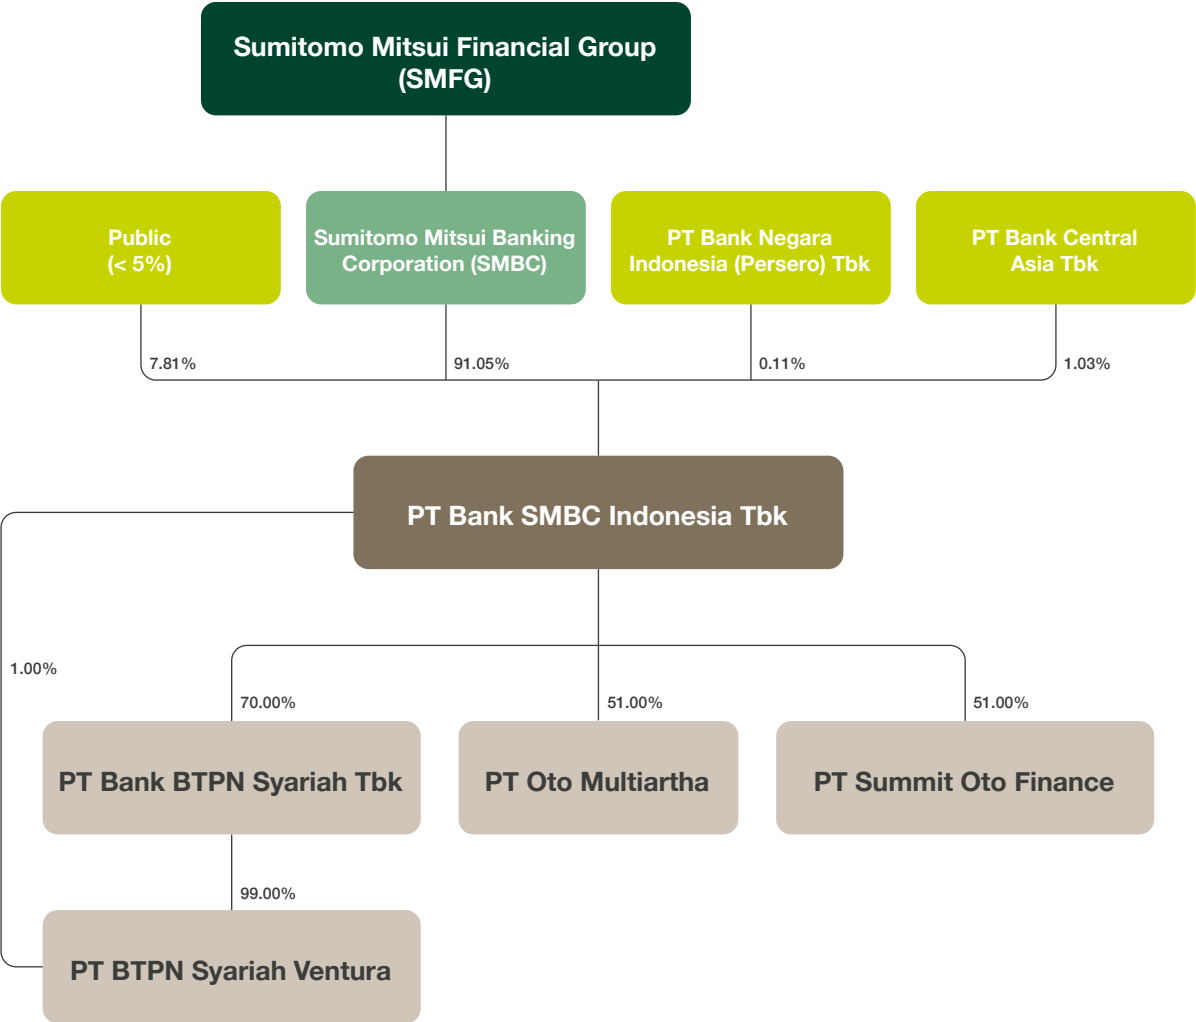 Sumitomo Mitsui Financial Group
(SMFG)
Public
(< 5%)
Sumitomo Mitsui Banking
Corporation (SMBC)
PT Bank Negara
Indonesia (Persero) Tbk
PT Bank Central
Asia Tbk
7.81%
91.05%
0.11%
1.03%
PT Bank SMBC Indonesia Tbk
1.00%
70.00%
51.00%
51.00%
PT Bank BTPN Syariah Tbk
PT Oto Multiartha
PT Summit Oto Finance
99.00%
PT BTPN Syariah Ventura